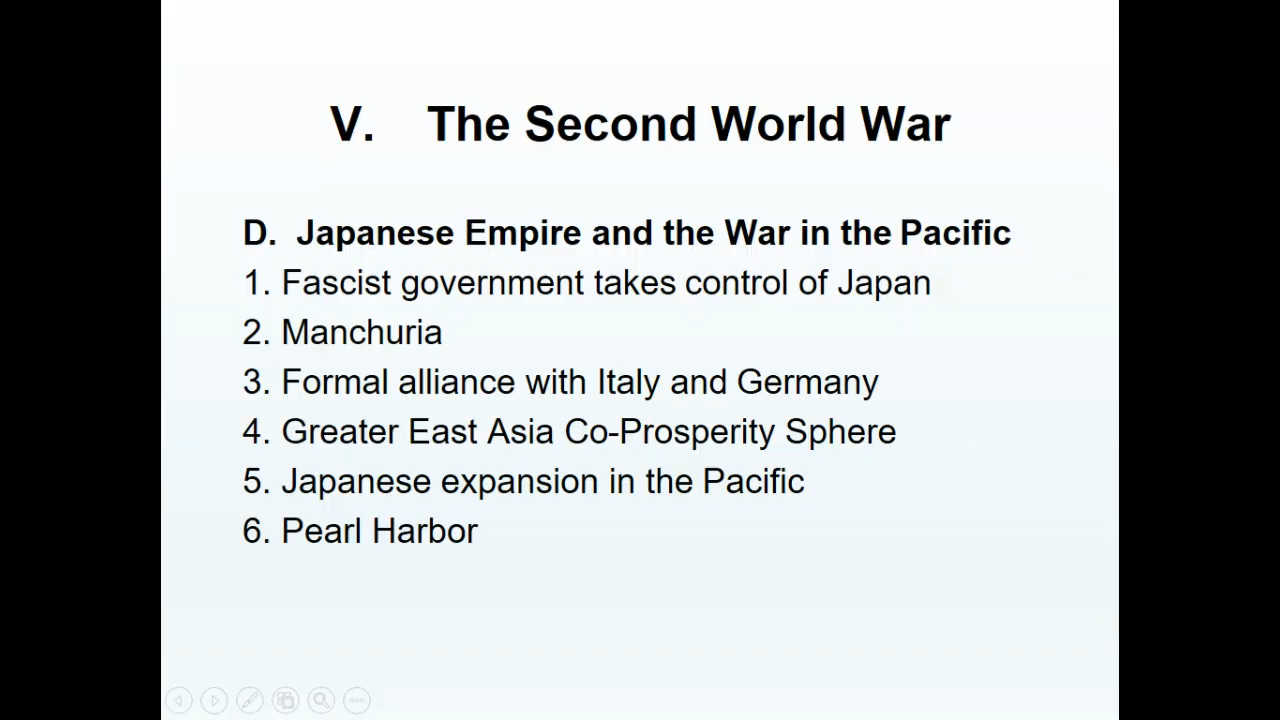 V. The Second World War
D. Japanese Empire and the War in the Pacific
1. Fascist government takes control of Japan
2. Manchuria
3. Formal alliance with Italy and Germany
4. Greater East Asia Co-Prosperity Sphere
5. Japanese expansion in the Pacific
6. Pearl Harbor